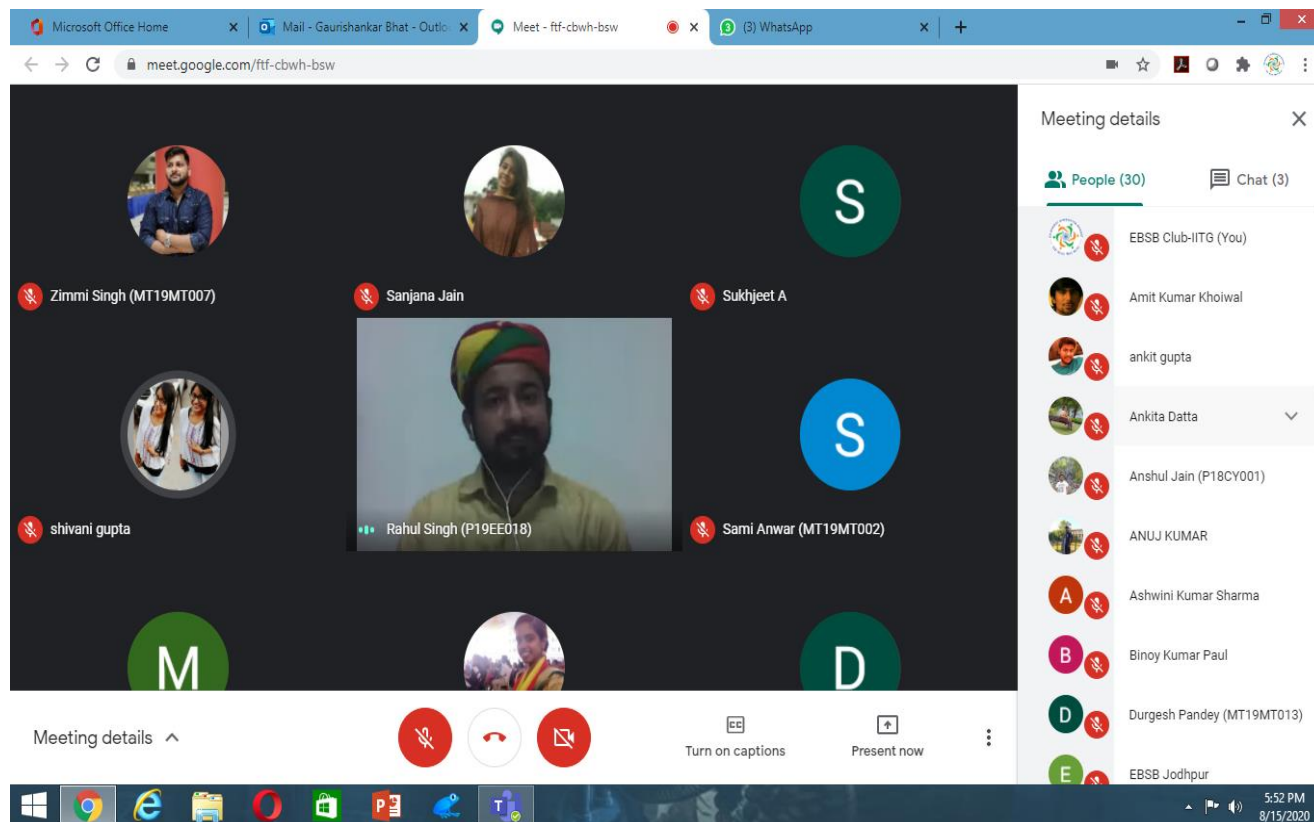 Microsoft Office Home
Mail - Gaurishankar Bhat - Outlo
Meet - ftf-cbwh-bsw
3
(3) WhatsApp
meet.google.com/ftf-cbwh-bsw
Zimmi Singh (MT19MT007)
Sanjana Jain
S
Sukhjeet A
shivani gupta
Rahul Singh (P19EE018)
S
Sami Anwar (MT19MT002)
M
D
Meeting details
People (30)
Chat (3)
EBSB Club-IITG (You)
Amit Kumar Khoiwal
ankit gupta
Ankita Datta
Anshul Jain (P18CY001)
ANUJ KUMAR
A
Ashwini Kumar Sharma
B
Binoy Kumar Paul
D
Durgesh Pandey (MT19MT013)
E
EBSB Jodhpur
Meeting details
CC
Turn on captions
Present now
5:52 PM
8/15/2020